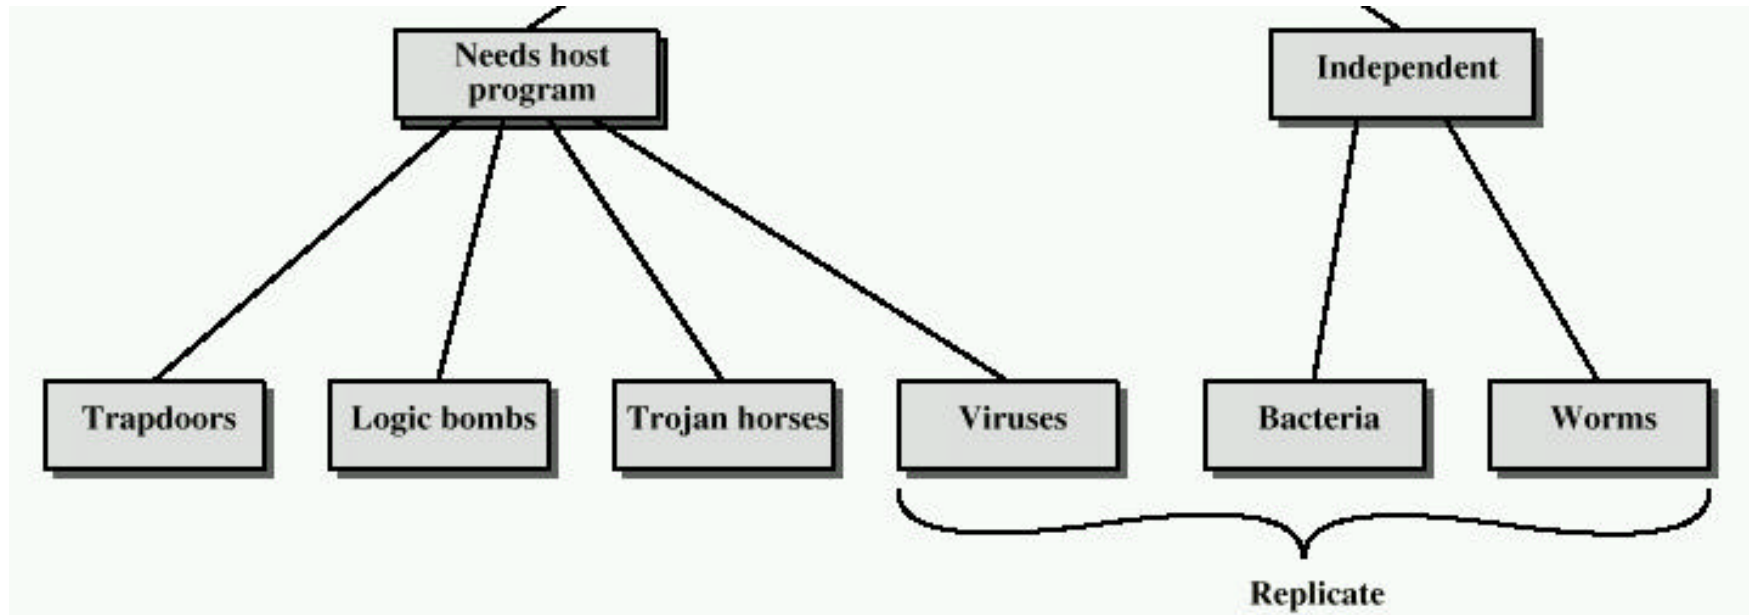 Needs host
program
Independent
Trapdoors
Logic bombs
Trojan horses
Viruses
Bacteria
Worms
Replicate